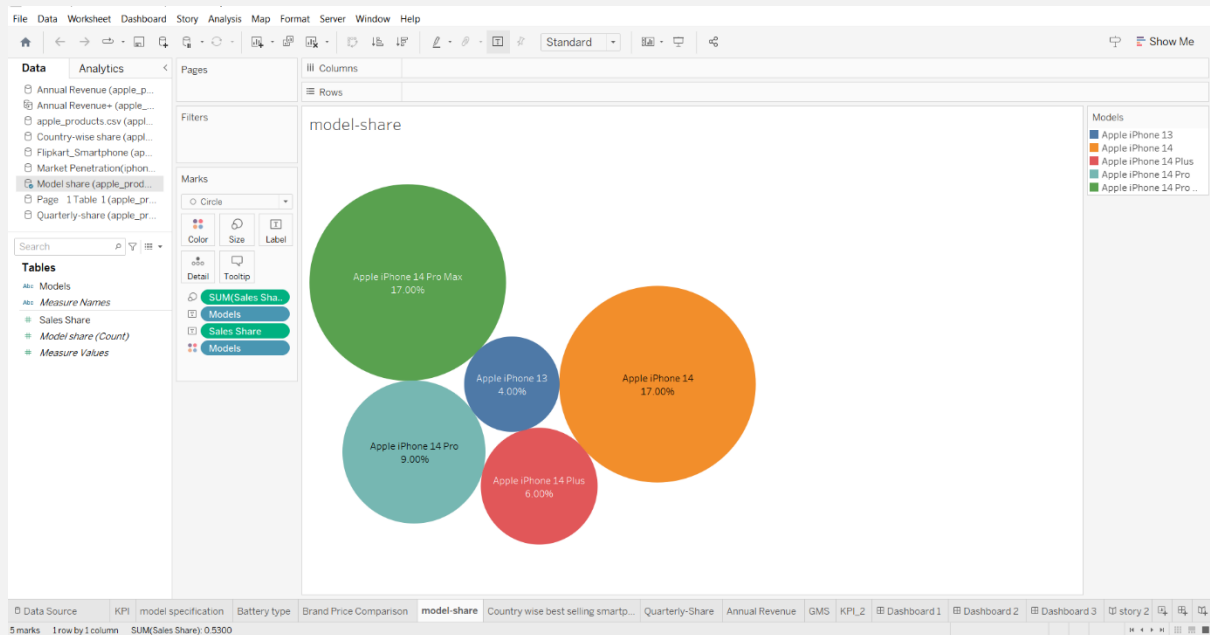 File Data Worksheet Dashboard Story Analysis Map Format Server Window Help
Standard
Show Me
Data Analytics
Annual Revenue (apple_p...
Annual Revenue+ (apple_...
apple_products.csv (appl...
Country-wise share (appl...
Flipkart_Smartphone (ap...
Market Penetration(iphon...
Model share (apple_prod...
Page 1 Table 1 (apple_pr...
Quarterly-share (apple_pr...
Search
Tables
Abc Models
Abc Measure Names
# Sales Share
# Model share (Count)
# Measure Values
Pages
Filters
Marks
Circle
Color Size Label
Detail Tooltip
SUM(Sales Sha..
Models
Sales Share
Models
Columns
Rows
model-share
Apple iPhone 14 Pro Max
17.00%
Apple iPhone 13
4.00%
Apple iPhone 14
17.00%
Apple iPhone 14 Pro
9.00%
Apple iPhone 14 Plus
6.00%
Models
Apple iPhone 13
Apple iPhone 14
Apple iPhone 14 Plus
Apple iPhone 14 Pro
Apple iPhone 14 Pro ..
Data Source KPI model specification Battery type Brand Price Comparison model-share Country wise best selling smartp... Quarterly-Share Annual Revenue GMS KPI_2 Dashboard 1 Dashboard 2 Dashboard 3 story 2
5 marks 1 row by 1 column SUM(Sales Share): 0.5300